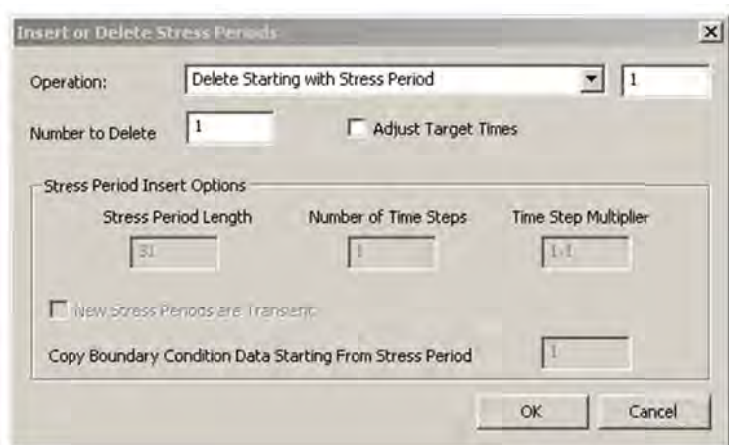 Insert or Delete Stress Periods
Operation: Delete Starting with Stress Period 1
Number to Delete 1 Adjust Target Times
Stress Period Insert Options
Stress Period Length Number of Time Steps Time Step Multiplier
31 1 1.1
New Stress Periods are Transient
Copy Boundary Condition Data Starting From Stress Period 1
OK Cancel